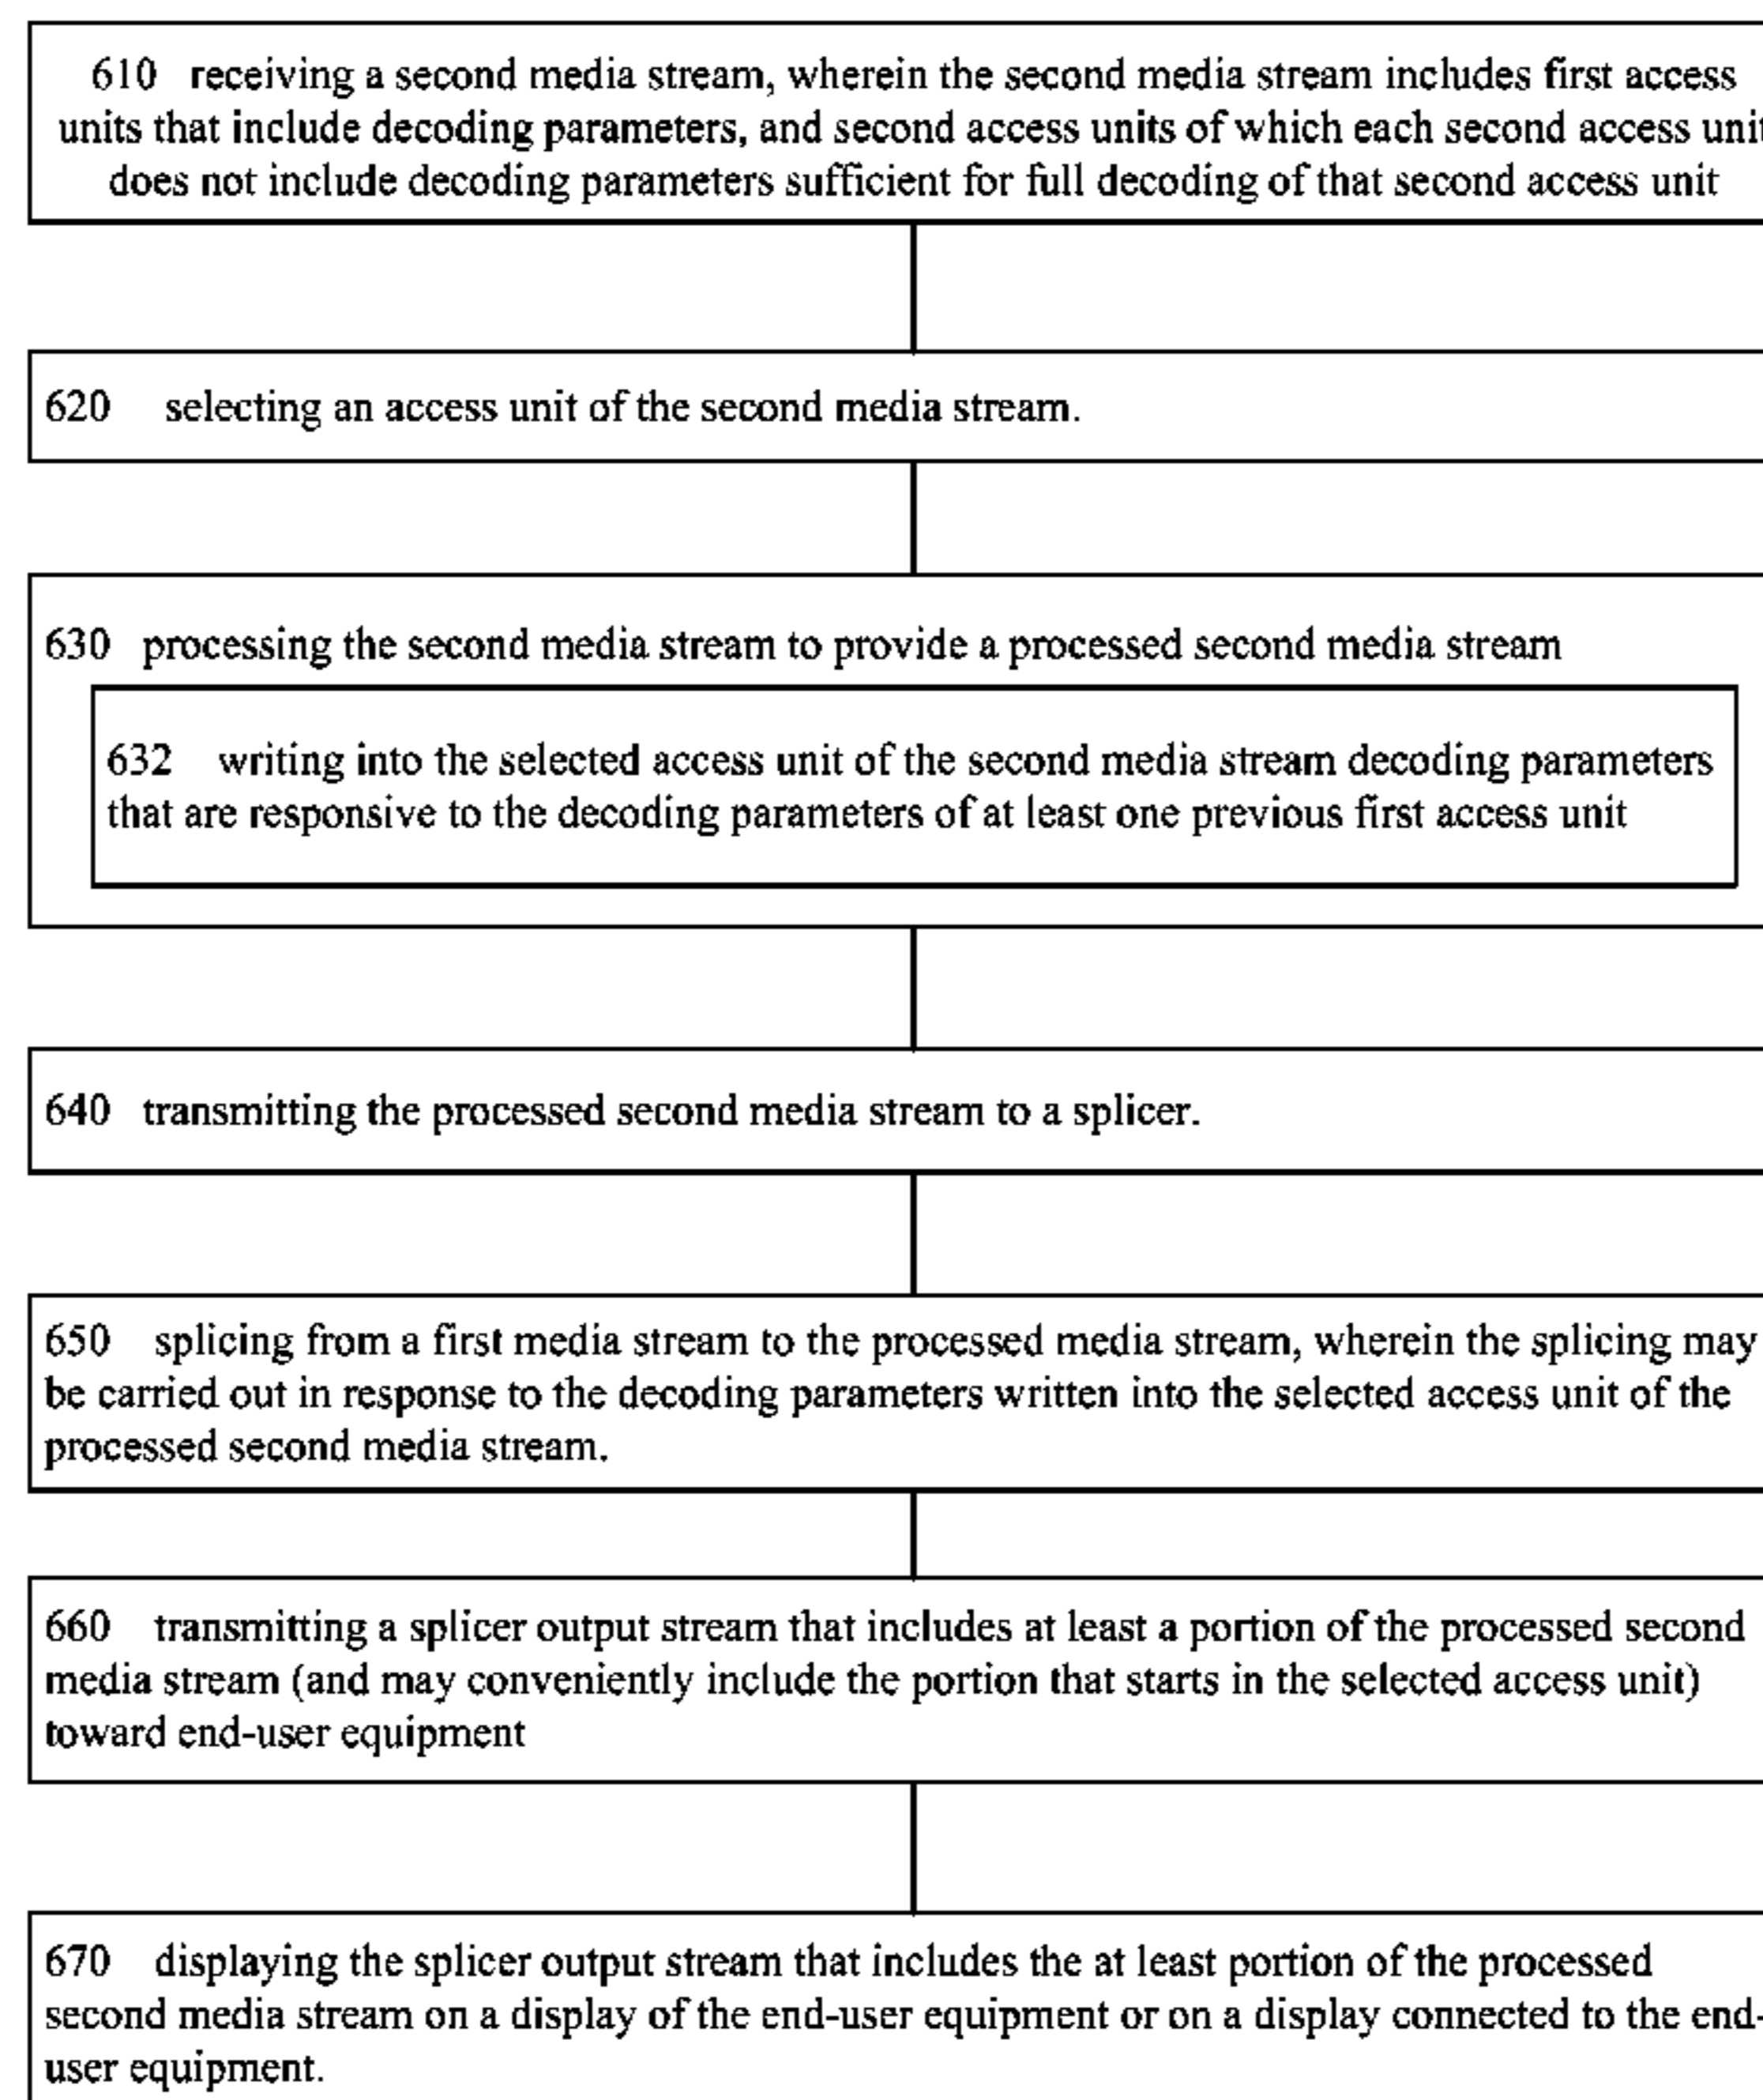 610 receiving a second media stream, wherein the second media stream includes first access
units that include decoding parameters, and second access units of which each second access unit
does not include decoding parameters sufficient for full decoding of that second access unit
620 selecting an access unit of the second media stream.
630 processing the second media stream to provide a processed second media stream
632 writing into the selected access unit of the second media stream decoding parameters
that are responsive to the decoding parameters of at least one previous first access unit
640 transmitting the processed second media stream to a splicer.
650 splicing from a first media stream to the processed media stream, wherein the splicing may
be carried out in response to the decoding parameters written into the selected access unit of the
processed second media stream.
660 transmitting a splicer output stream that includes at least a portion of the processed second
media stream (and may conveniently include the portion that starts in the selected access unit)
toward end-user equipment
670 displaying the splicer output stream that includes the at least portion of the processed
second media stream on a display of the end-user equipment or on a display connected to the end-
user equipment.